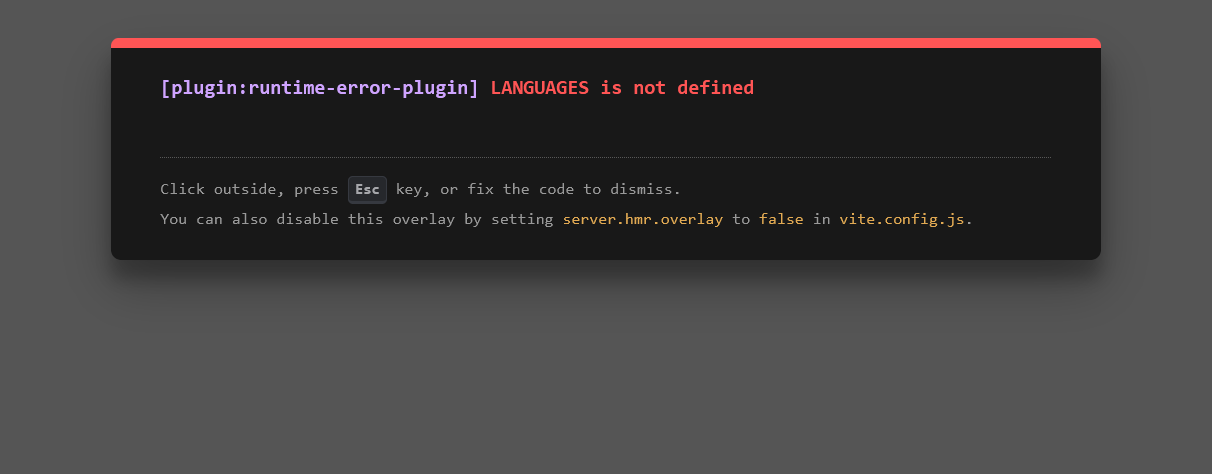 [plugin:runtime-error-plugin] LANGUAGES is not defined
Click outside, press Esc key, or fix the code to dismiss.
You can also disable this overlay by setting server.hmr.overlay to false in vite.config.js.